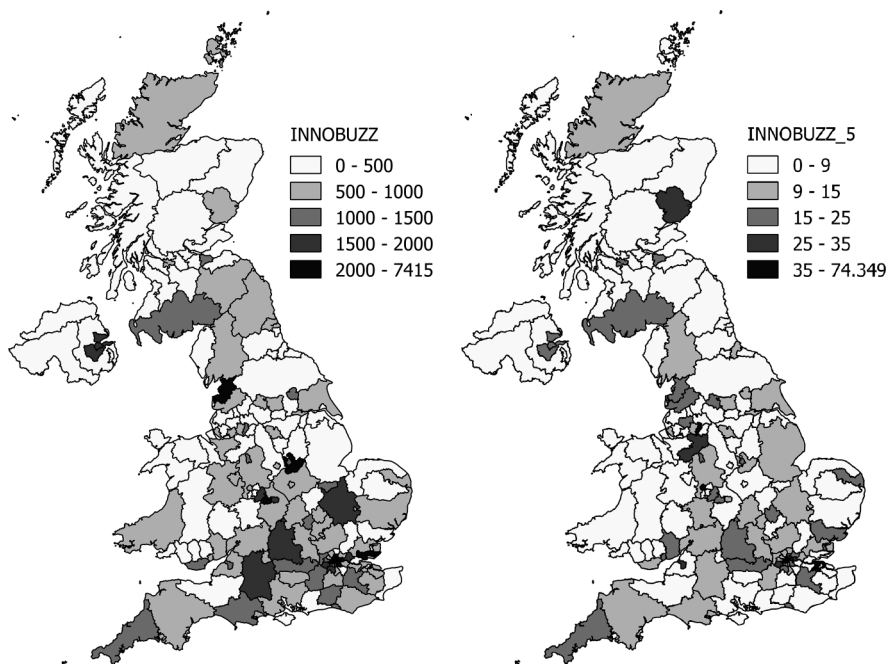 INNOBUZZ
0 - 500
500 - 1000
1000 - 1500
1500 - 2000
2000 - 7415
INNOBUZZ_5
0 - 9
9 - 15
15 - 25
25 - 35
35 - 74.349